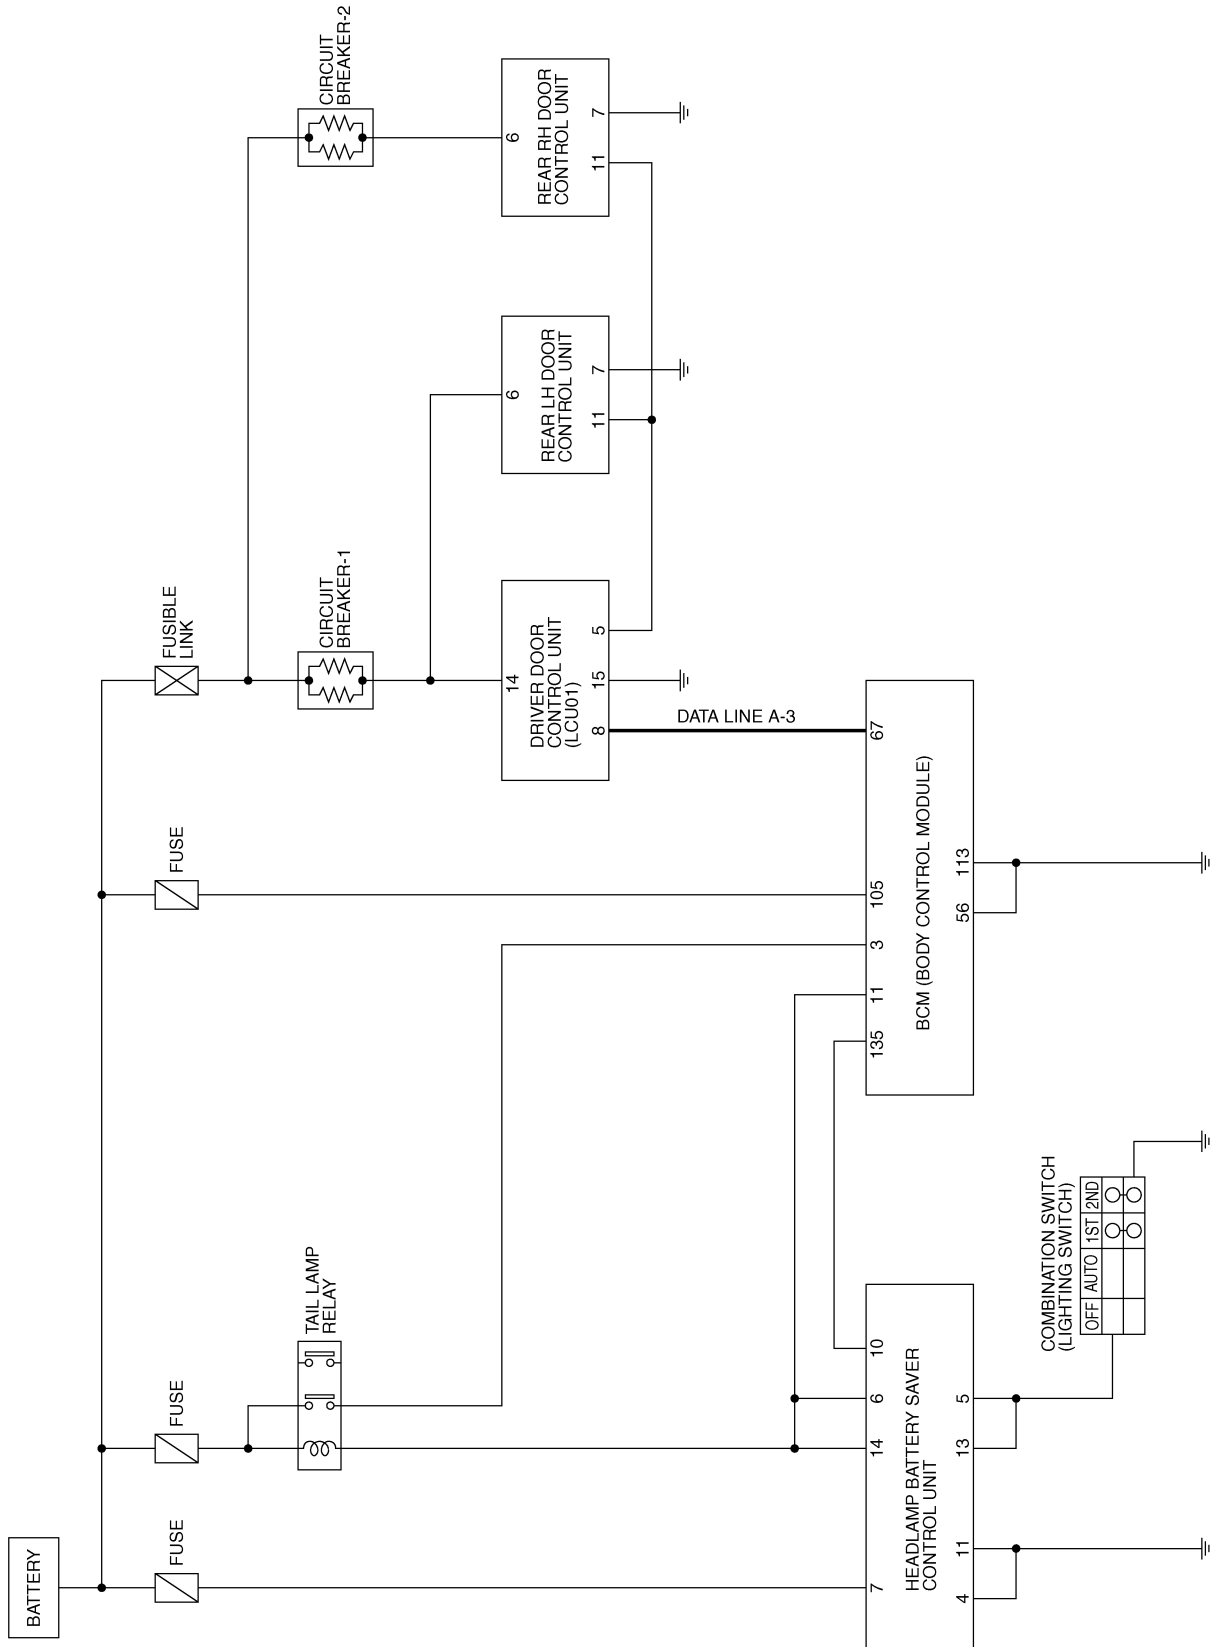 BATTERY
FUSE
FUSE
FUSE
FUSIBLE
LINK
TAIL LAMP
RELAY
CIRCUIT
BREAKER-1
CIRCUIT
BREAKER-2
14
DRIVER DOOR
CONTROL UNIT
(LCU01)
8
15
5
6
REAR LH DOOR
CONTROL UNIT
11
7
6
REAR RH DOOR
CONTROL UNIT
11
7
DATA LINE A-3
7
14
6
10
HEADLAMP BATTERY SAVER
CONTROL UNIT
4
11
13
5
135
11
3
105
67
BCM (BODY CONTROL MODULE)
56
113
COMBINATION SWITCH
(LIGHTING SWITCH)
OFF AUTO 1ST 2ND